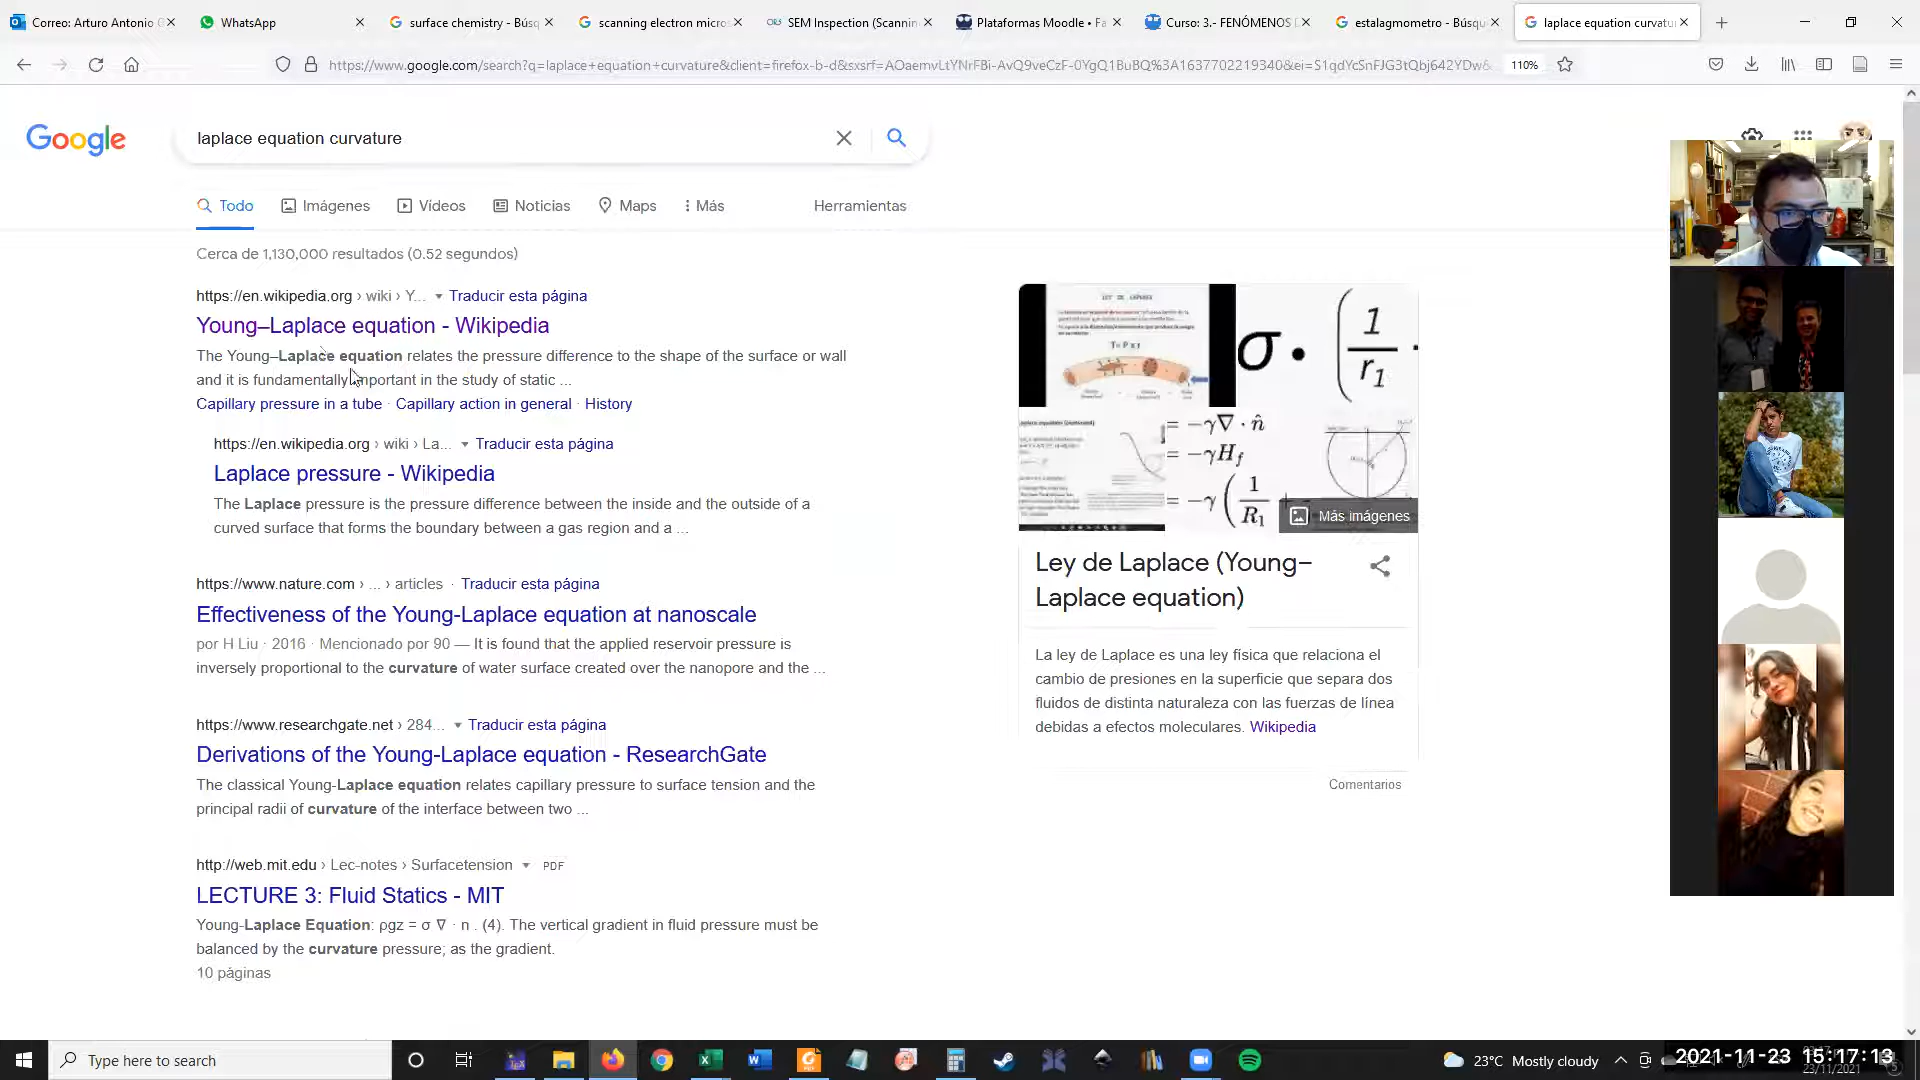 Correo: Arturo Antonio G
WhatsApp
surface chemistry - Búsq
scanning electron micros
SEM Inspection (Scannin
Plataformas Moodle • Fa
Curso: 3.- FENÓMENOS D
estalagmometro - Búsqu
laplace equation curvatu
https://www.google.com/search?q=laplace+equation+curvature&client=firefox-b-d&sxsrf=AOaemvLtYNrFBi-AvQ9veCzF-0YgQ1BuBQ%3A1637702219340&ei=S1qdYcSnFJG3tQbj642YDw&
110%
Google
laplace equation curvature
Todo
Imágenes
Vídeos
Noticias
Maps
Más
Herramientas
Cerca de 1,130,000 resultados (0.52 segundos)
https://en.wikipedia.org › wiki › Y... Traducir esta página
Young–Laplace equation - Wikipedia
The Young–Laplace equation relates the pressure difference to the shape of the surface or wall
and it is fundamentally important in the study of static ...
Capillary pressure in a tube · Capillary action in general · History
https://en.wikipedia.org › wiki › La... Traducir esta página
Laplace pressure - Wikipedia
The Laplace pressure is the pressure difference between the inside and the outside of a
curved surface that forms the boundary between a gas region and a ...
https://www.nature.com › ... › articles · Traducir esta página
Effectiveness of the Young-Laplace equation at nanoscale
por H Liu · 2016 · Mencionado por 90 — It is found that the applied reservoir pressure is
inversely proportional to the curvature of water surface created over the nanopore and the ...
https://www.researchgate.net › 284... Traducir esta página
Derivations of the Young-Laplace equation - ResearchGate
The classical Young-Laplace equation relates capillary pressure to surface tension and the
principal radii of curvature of the interface between two ...
http://web.mit.edu › Lec-notes › Surfacetension PDF
LECTURE 3: Fluid Statics - MIT
Young-Laplace Equation: ρgz = σ ∇ · n . (4). The vertical gradient in fluid pressure must be
balanced by the curvature pressure; as the gradient.
10 páginas
LEY DE LAPLACE
σ • ( 1
r1
= −γ∇ · n̂
= −γHf
= −γ ( 1
R1
Más imágenes
Ley de Laplace (Young–
Laplace equation)
La ley de Laplace es una ley física que relaciona el
cambio de presiones en la superficie que separa dos
fluidos de distinta naturaleza con las fuerzas de línea
debidas a efectos moleculares. Wikipedia
Comentarios
Type here to search
23°C Mostly cloudy
2021-11-23 15:17:13
23/11/2021